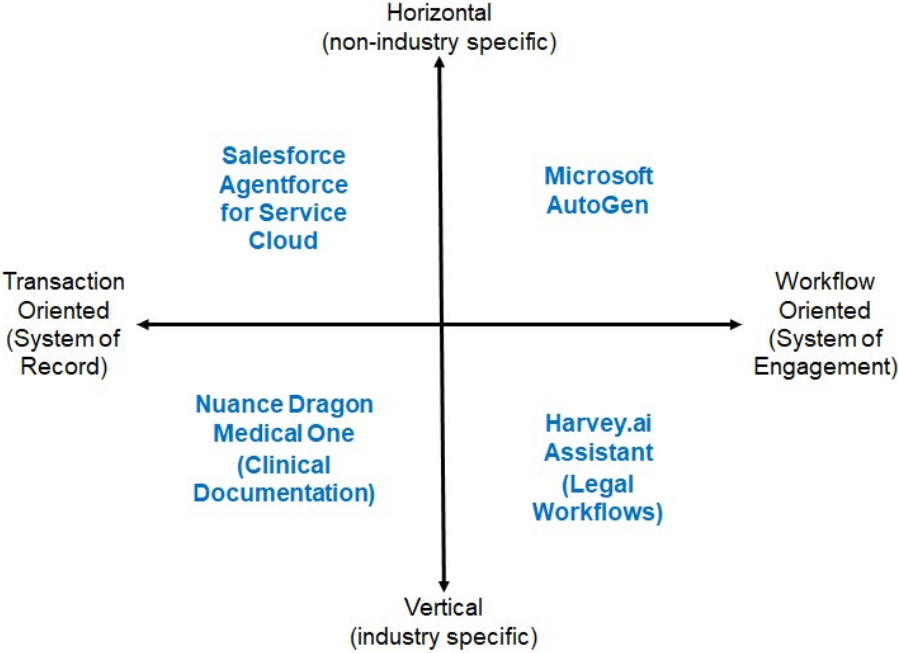 Horizontal
(non-industry specific)
Salesforce
Agentforce
for Service
Cloud
Microsoft
AutoGen
Transaction
Oriented
(System of
Record)
Workflow
Oriented
(System of
Engagement)
Nuance Dragon
Medical One
(Clinical
Documentation)
Harvey.ai
Assistant
(Legal
Workflows)
Vertical
(industry specific)